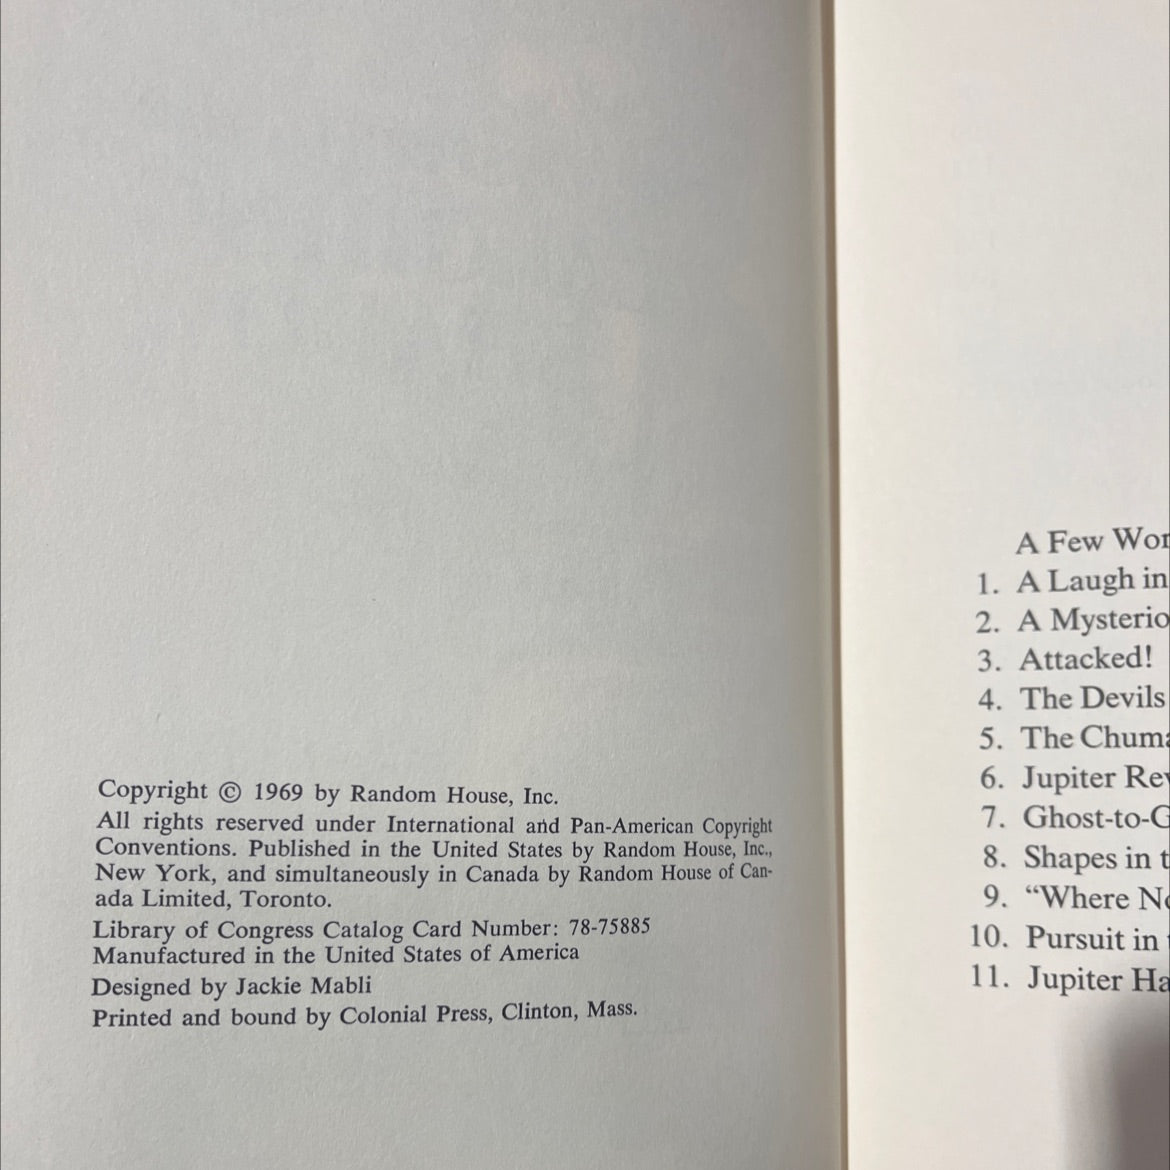 Copyright © 1969 by Random House, Inc.
All rights reserved under International and Pan-American Copyright
Conventions. Published in the United States by Random House, Inc.,
New York, and simultaneously in Canada by Random House of Can-
ada Limited, Toronto.
Library of Congress Catalog Card Number: 78-75885
Manufactured in the United States of America
Designed by Jackie Mabli
Printed and bound by Colonial Press, Clinton, Mass.
A Few Wor
1. A Laugh in
2. A Mysterio
3. Attacked!
4. The Devils
5. The Chuma
6. Jupiter Rev
7. Ghost-to-G
8. Shapes in t
9. “Where No
10. Pursuit in t
11. Jupiter Ha